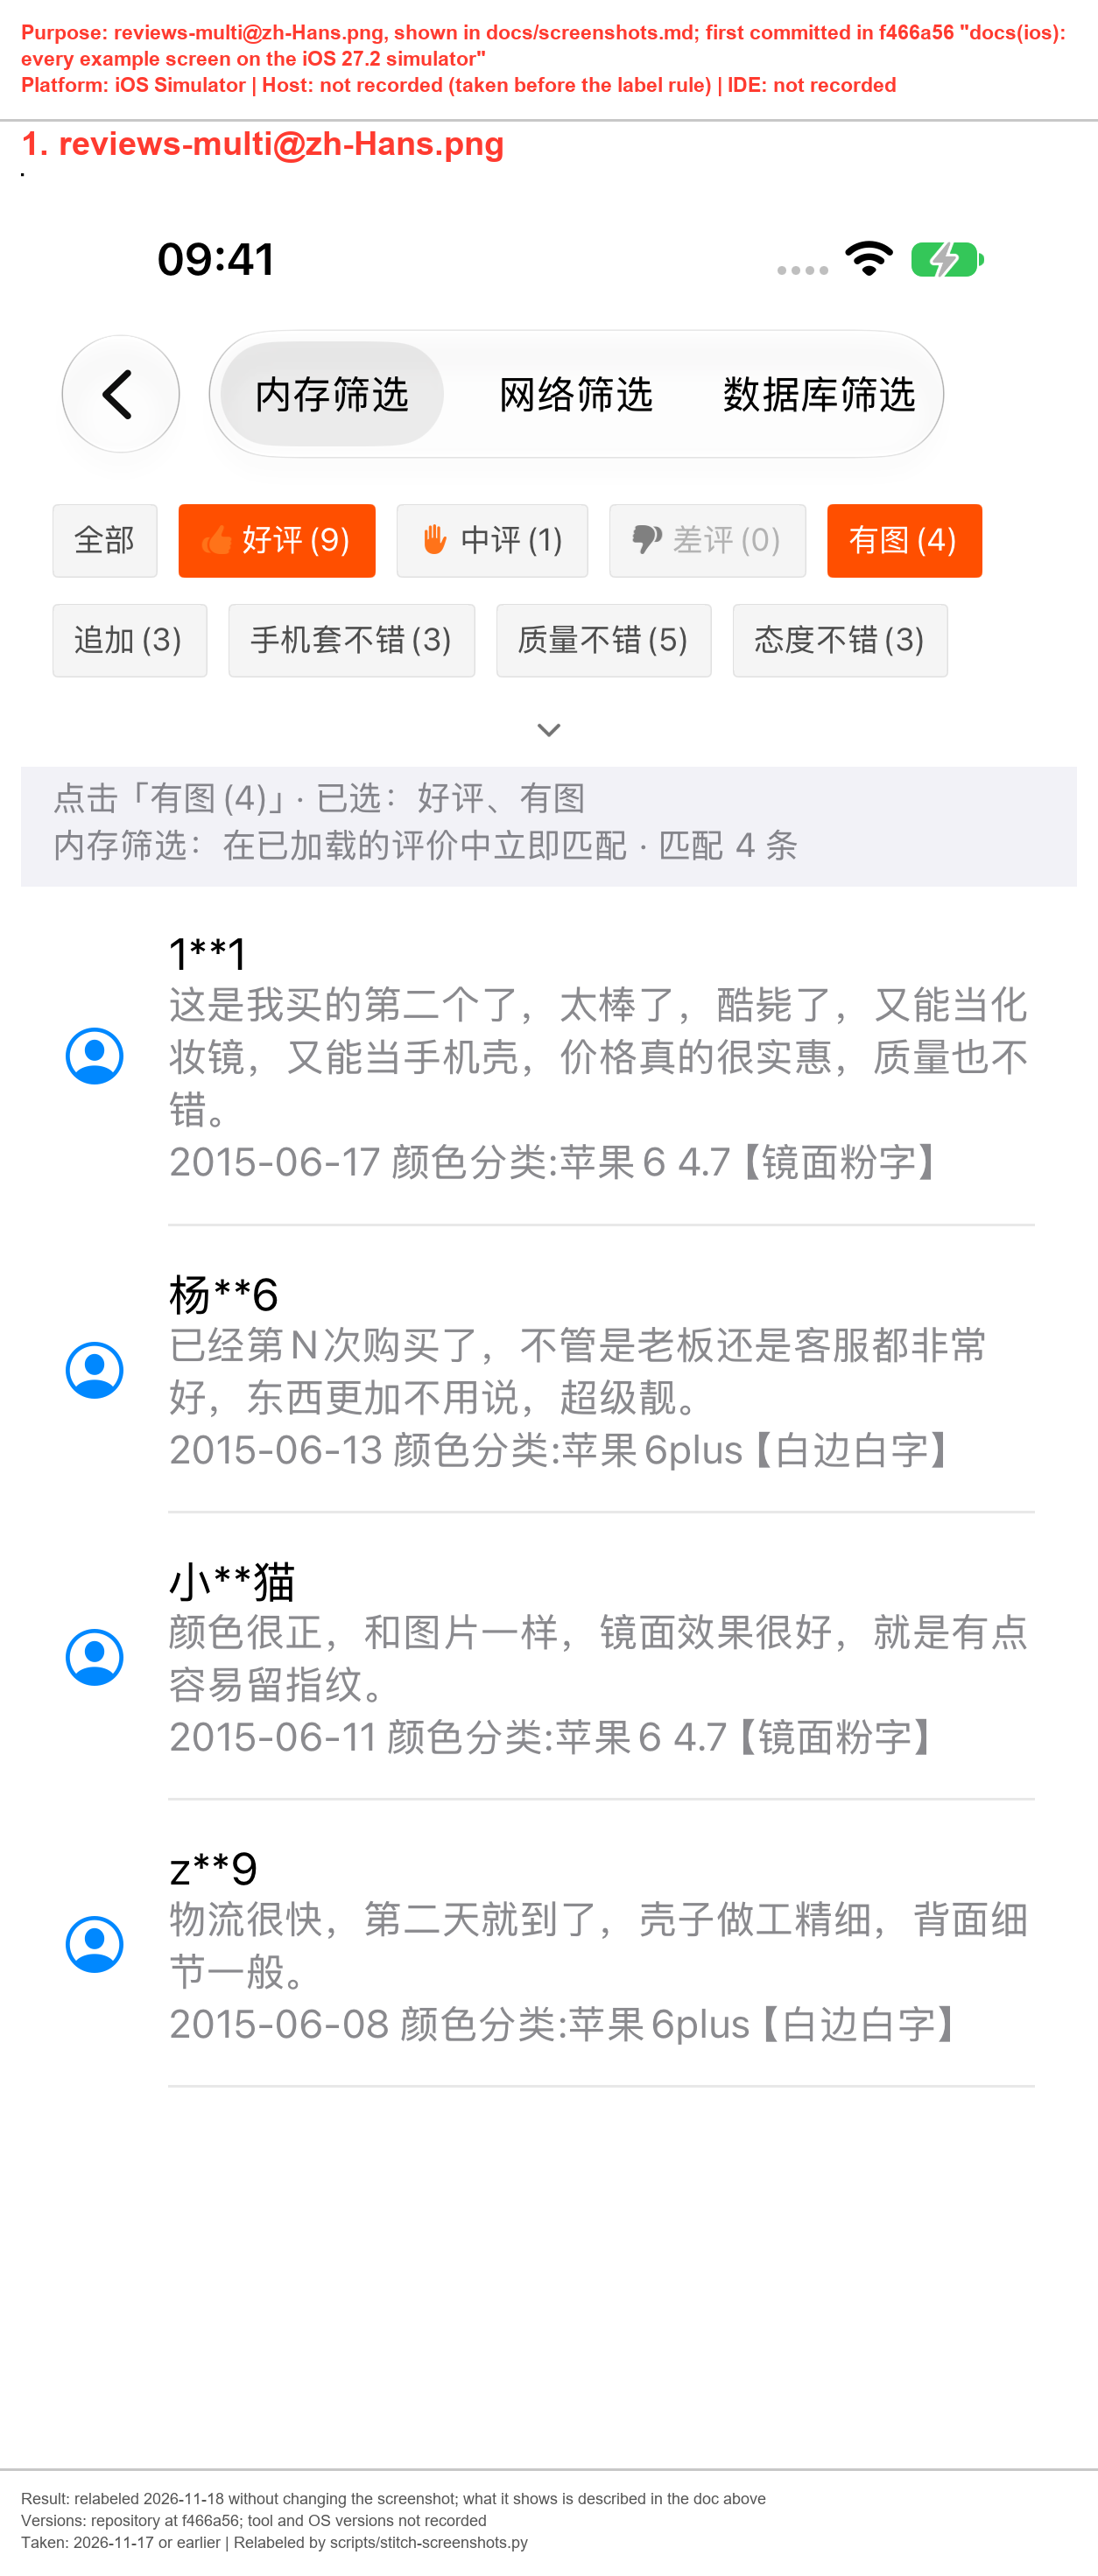 Purpose: reviews-multi@zh-Hans.png, shown in docs/screenshots.md; first committed in f466a56 "docs(ios):
every example screen on the iOS 27.2 simulator"
Platform: iOS Simulator | Host: not recorded (taken before the label rule) | IDE: not recorded
1. reviews-multi@zh-Hans.png
09:41
内存筛选 网络筛选 数据库筛选
全部 好评(9) 中评(1) 差评(0) 有图(4)
追加(3) 手机套不错(3) 质量不错(5) 态度不错(3)
点击「有图(4)」· 已选：好评、有图
内存筛选：在已加载的评价中立即匹配 · 匹配 4 条
1**1
这是我买的第二个了，太棒了，酷毙了，又能当化
妆镜，又能当手机壳，价格真的很实惠，质量也不
错。
2015-06-17 颜色分类:苹果6 4.7【镜面粉字】
杨**6
已经第N次购买了，不管是老板还是客服都非常
好，东西更加不用说，超级靓。
2015-06-13 颜色分类:苹果6plus【白边白字】
小**猫
颜色很正，和图片一样，镜面效果很好，就是有点
容易留指纹。
2015-06-11 颜色分类:苹果6 4.7【镜面粉字】
z**9
物流很快，第二天就到了，壳子做工精细，背面细
节一般。
2015-06-08 颜色分类:苹果6plus【白边白字】
Result: relabeled 2026-11-18 without changing the screenshot; what it shows is described in the doc above
Versions: repository at f466a56; tool and OS versions not recorded
Taken: 2026-11-17 or earlier | Relabeled by scripts/stitch-screenshots.py